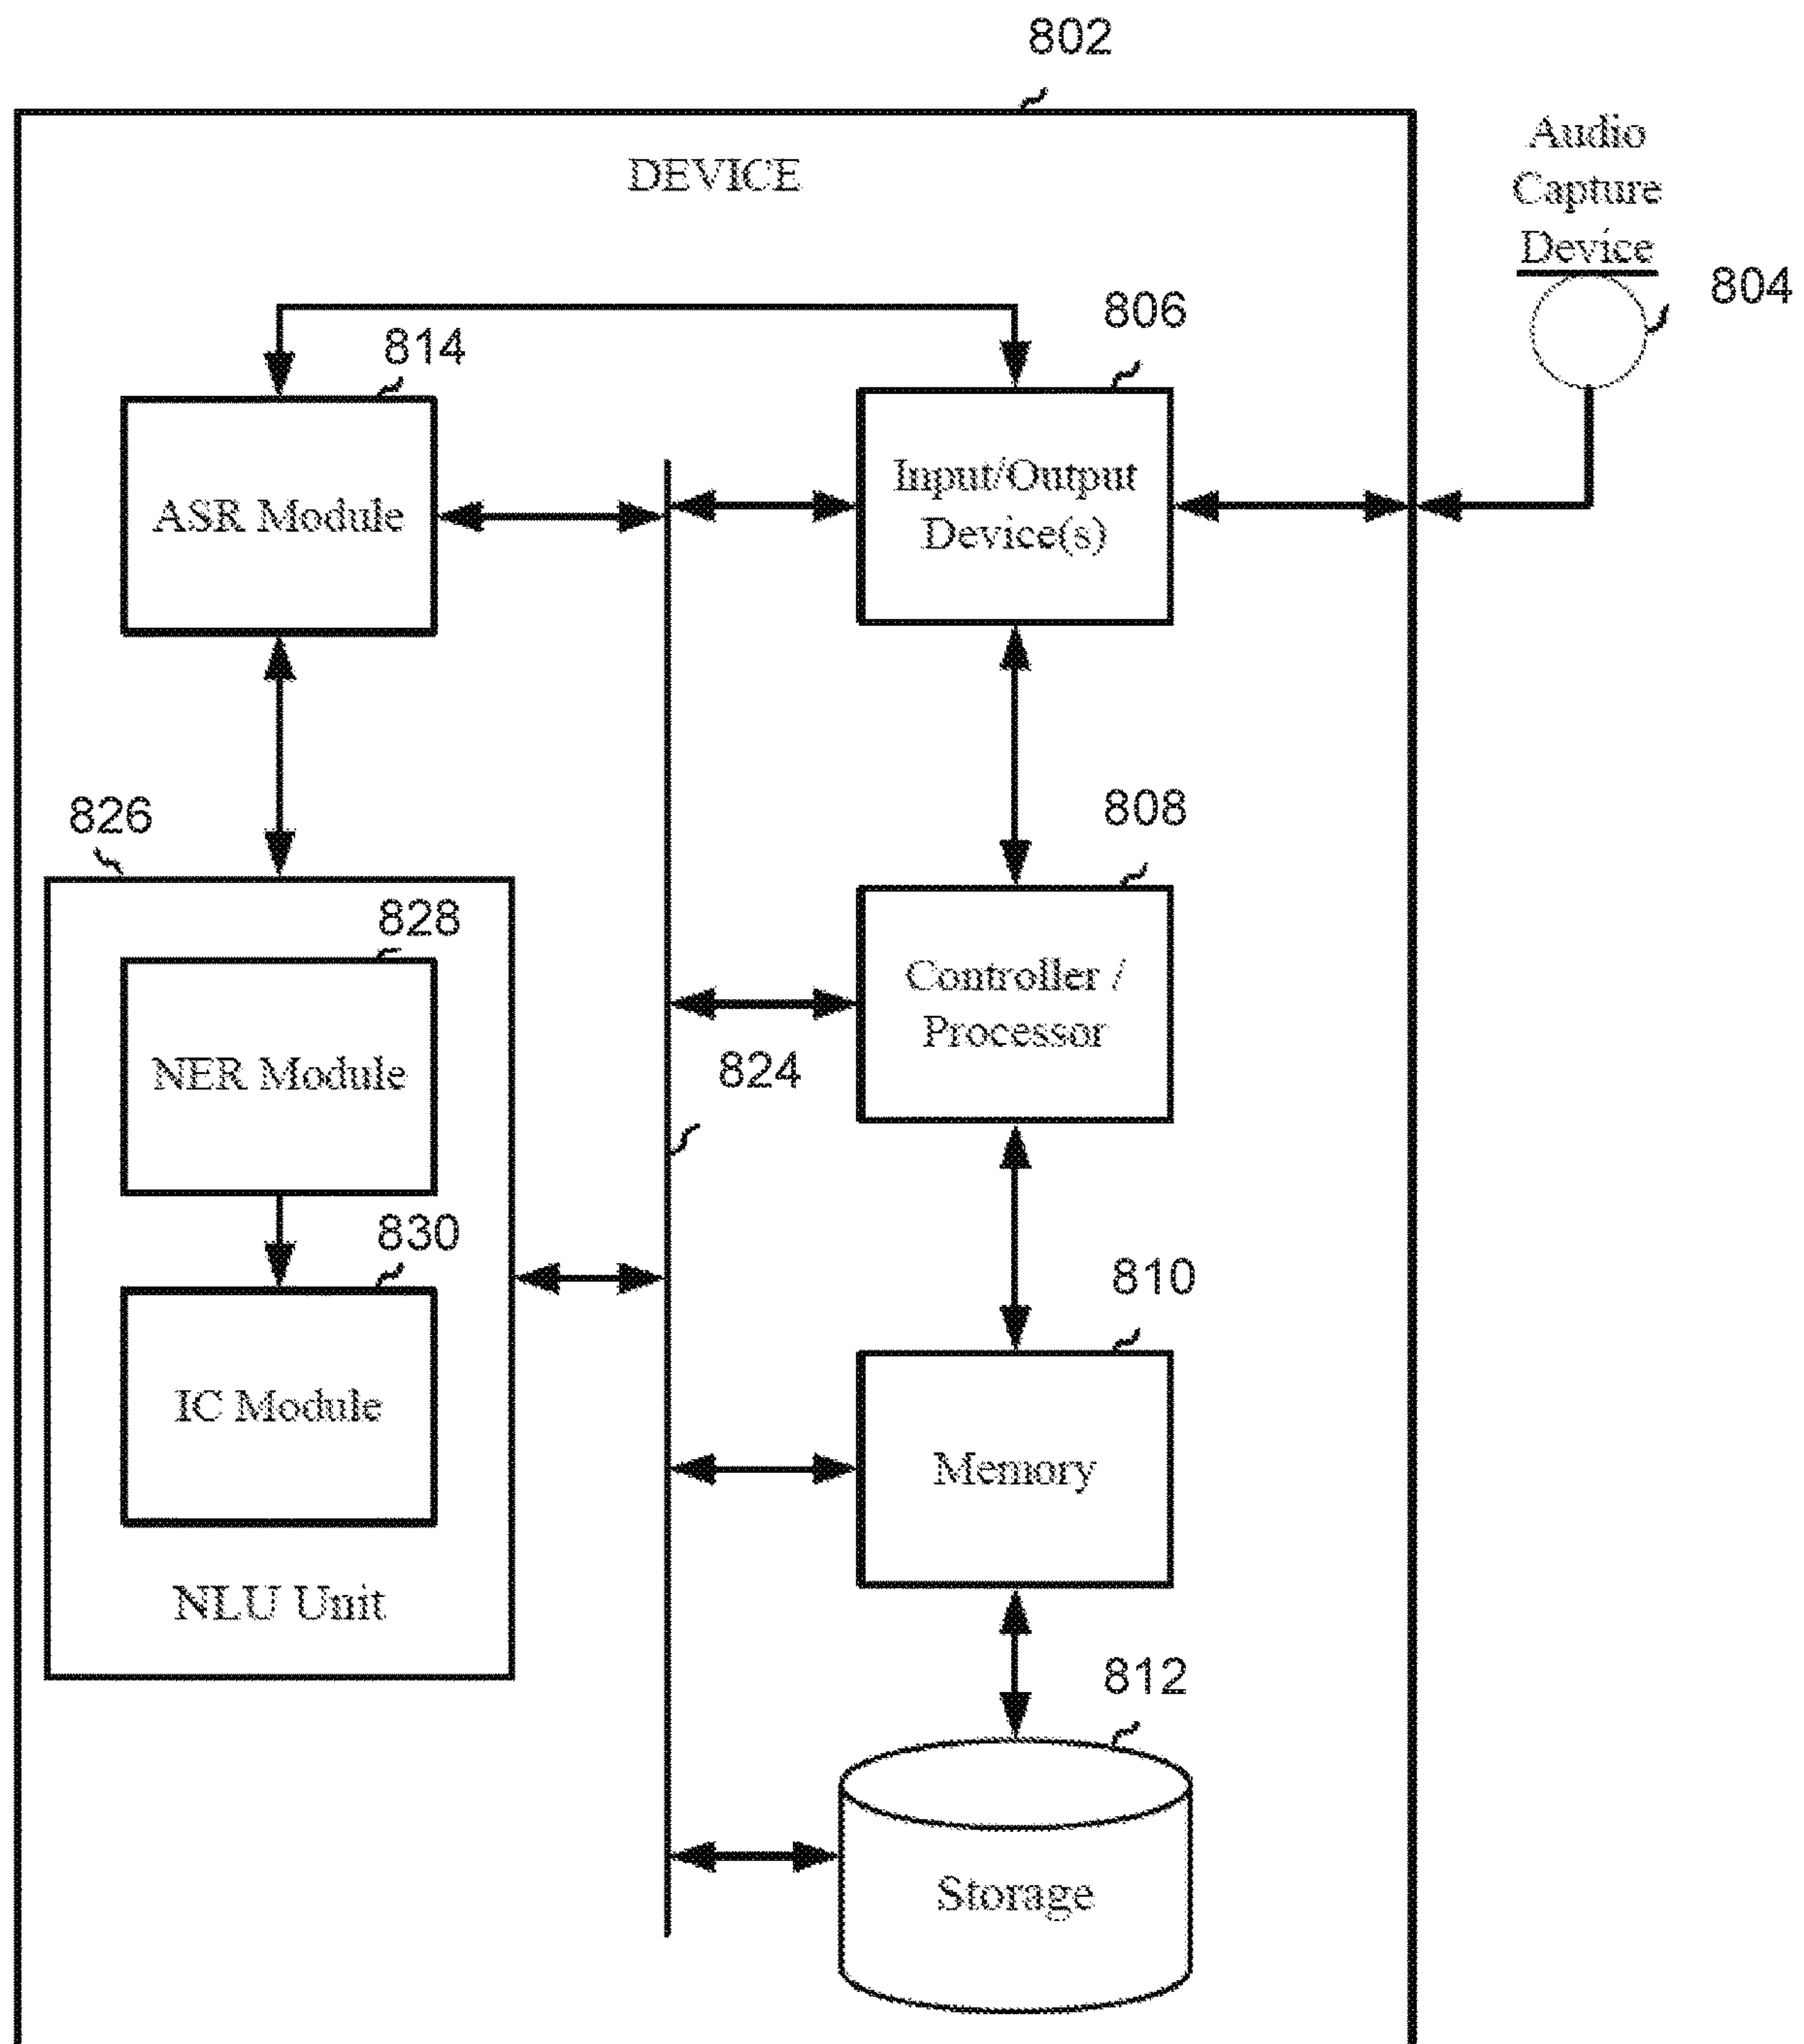 802
DEVICE
Audio
Capture
Device
804
806
814
Input/Output
Device(s)
ASR Module
826
808
828
Controller /
Processor
NER Module
824
830
810
IC Module
Memory
NLU Unit
812
Storage